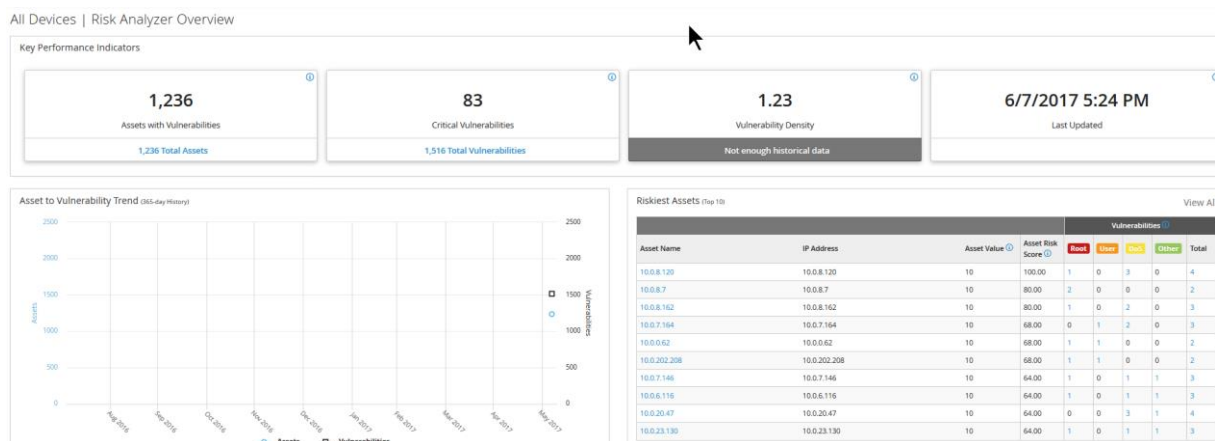 All Devices | Risk Analyzer Overview
Key Performance Indicators
1,236
Assets with Vulnerabilities
1,236 Total Assets
83
Critical Vulnerabilities
1,516 Total Vulnerabilities
1.23
Vulnerability Density
Not enough historical data
6/7/2017 5:24 PM
Last Updated
Asset to Vulnerability Trend (365-day History)
2500 2500
2000 2000
1500 1500
1000 1000
500 500
0 0
Assets
Vulnerabilities
Aug 2016 Sep 2016 Oct 2016 Nov 2016 Dec 2016 Jan 2017 Feb 2017 Mar 2017 Apr 2017 May 2017
Assets Vulnerabilities
Riskiest Assets (Top 10) View Al
Vulnerabilities
Asset Name IP Address Asset Value Asset Risk Score Root User DoS Other Total
10.0.8.120 10.0.8.120 10 100.00 1 0 3 0 4
10.0.8.7 10.0.8.7 10 80.00 2 0 0 0 2
10.0.8.162 10.0.8.162 10 80.00 1 0 2 0 3
10.0.7.164 10.0.7.164 10 68.00 0 1 2 0 3
10.0.0.62 10.0.0.62 10 68.00 1 1 0 0 2
10.0.202.208 10.0.202.208 10 68.00 1 1 0 0 2
10.0.7.146 10.0.7.146 10 64.00 1 0 1 1 3
10.0.6.116 10.0.6.116 10 64.00 1 0 1 1 3
10.0.20.47 10.0.20.47 10 64.00 0 0 3 1 4
10.0.23.130 10.0.23.130 10 64.00 1 0 1 1 3